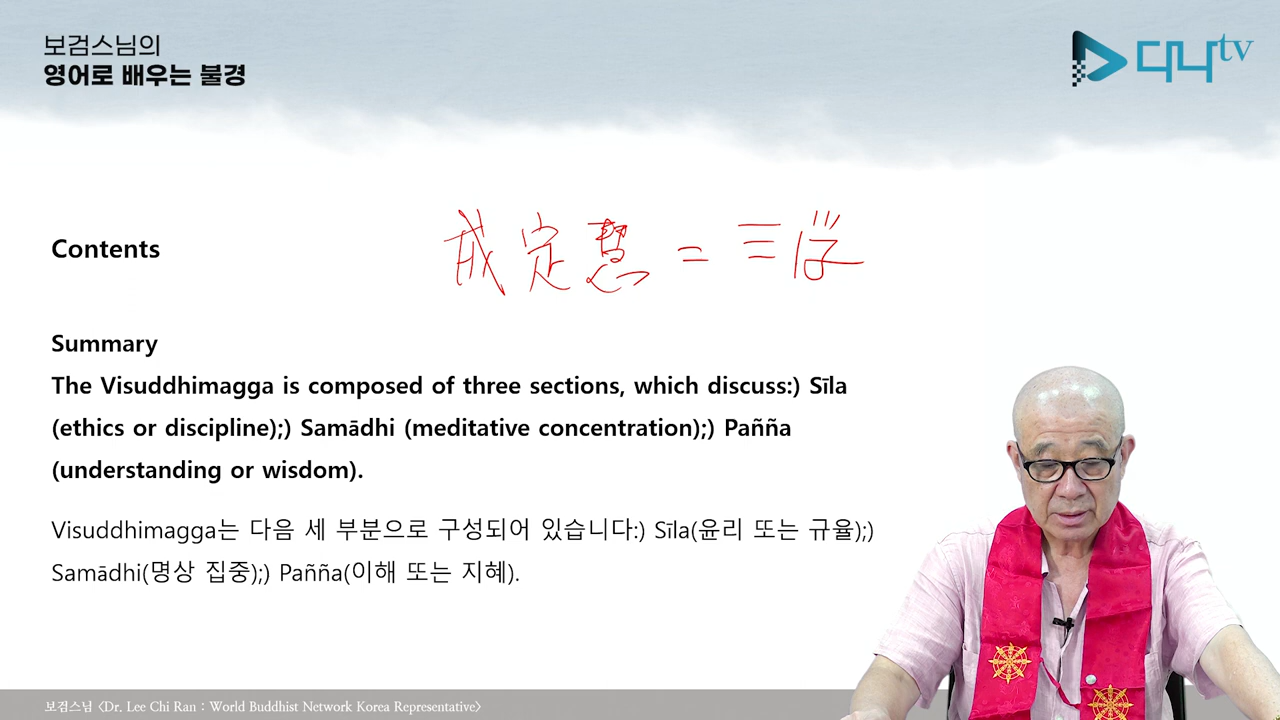 보검스님의
영어로 배우는 불경
다나tv
Contents
戒定慧 = 三学
Summary
The Visuddhimagga is composed of three sections, which discuss:) Sīla
(ethics or discipline);) Samādhi (meditative concentration);) Pañña
(understanding or wisdom).
Visuddhimagga는 다음 세 부분으로 구성되어 있습니다:) Sīla(윤리 또는 규율);)
Samādhi(명상 집중);) Pañña(이해 또는 지혜).
보검스님 <Dr. Lee Chi Ran : World Buddhist Network Korea Representative>